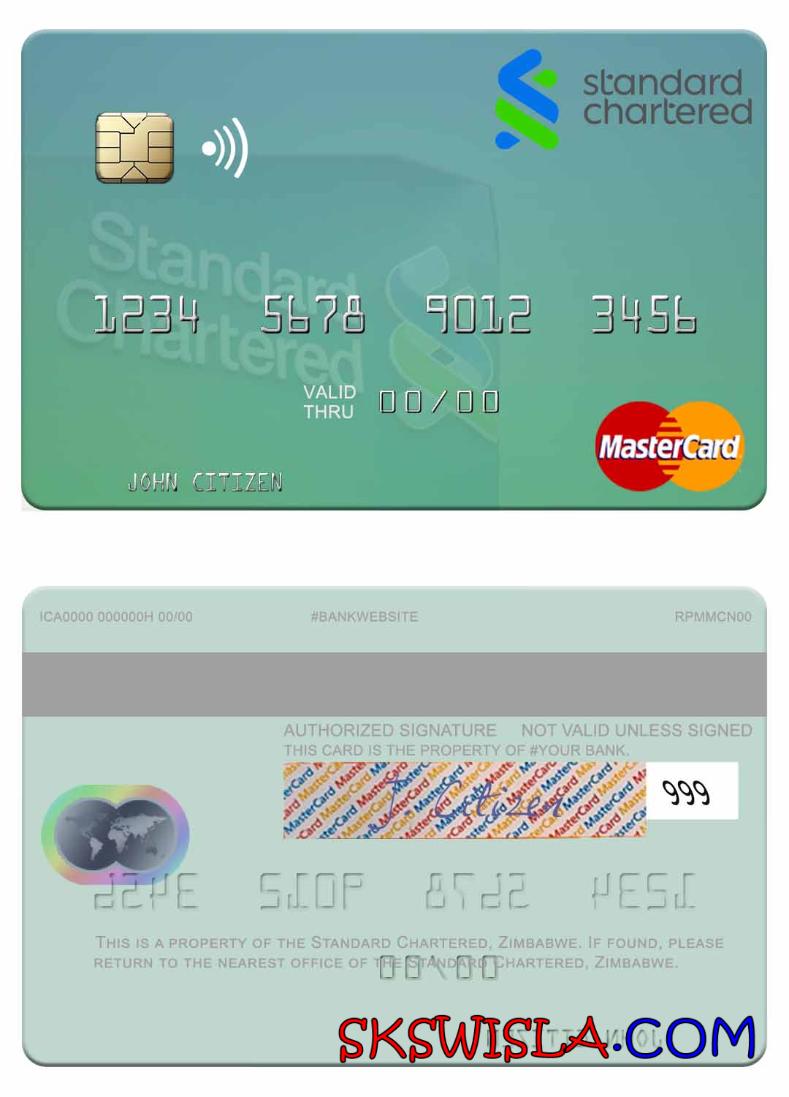 standard
chartered
Standard
Chartered
1234 5678 9012 3456
VALID
THRU 00/00
MasterCard
JOHN CITIZEN
ICA0000 000000H 00/00 #BANKWEBSITE RPMMCN00
AUTHORIZED SIGNATURE NOT VALID UNLESS SIGNED
THIS CARD IS THE PROPERTY OF #YOUR BANK.
MasterCard
J Citizen
999
THIS IS A PROPERTY OF THE STANDARD CHARTERED, ZIMBABWE. IF FOUND, PLEASE
RETURN TO THE NEAREST OFFICE OF THE STANDARD CHARTERED, ZIMBABWE.
SKSWISLA.COM